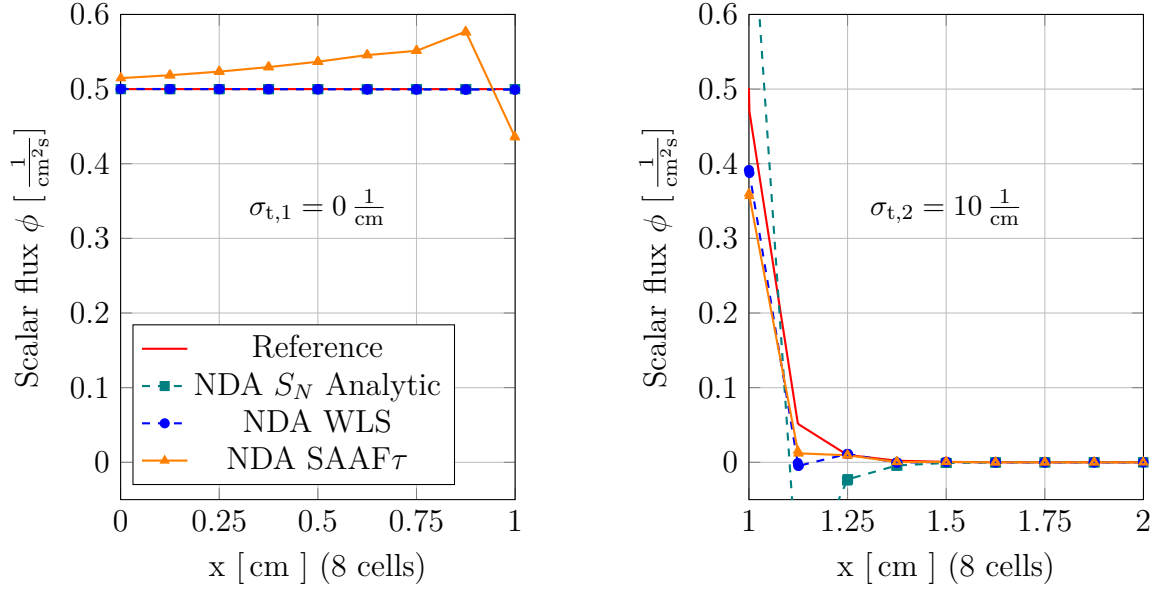 0.6
0.5
0.4
0.3
0.2
0.1
0
Scalar flux ϕ [ 1/cm²s ]
σt,1 = 0 1/cm
Reference
NDA SN Analytic
NDA WLS
NDA SAAFτ
0 0.25 0.5 0.75 1
x [ cm ] (8 cells)
0.6
0.5
0.4
0.3
0.2
0.1
0
Scalar flux ϕ [ 1/cm²s ]
σt,2 = 10 1/cm
1 1.25 1.5 1.75 2
x [ cm ] (8 cells)